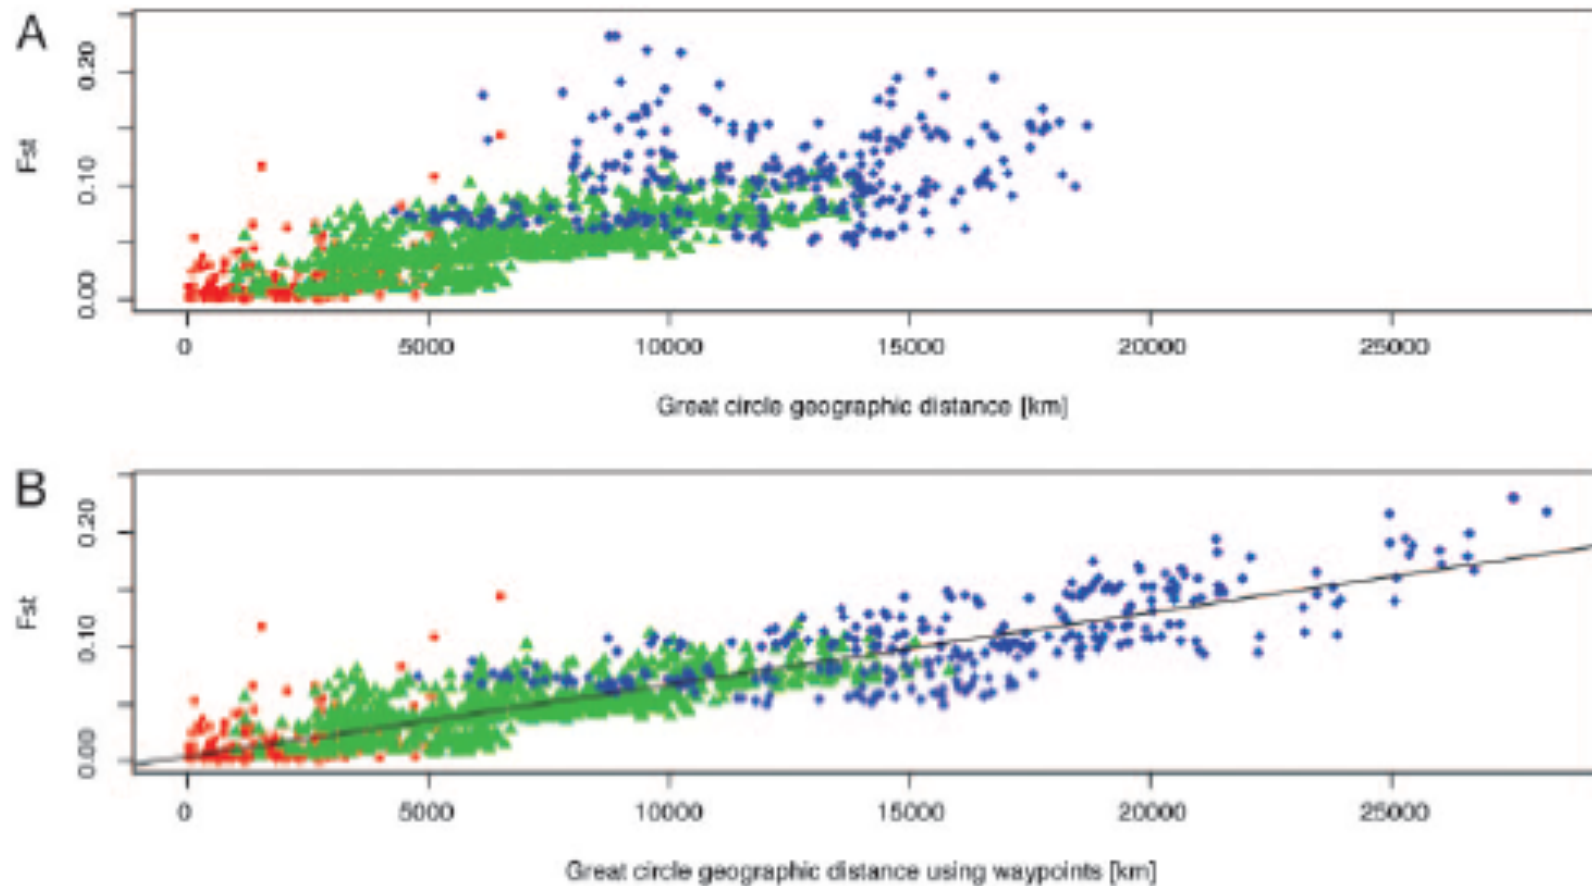 A
0.20
0.10
0.00
Fst
0 5000 10000 15000 20000 25000
Great circle geographic distance [km]
B
0.20
0.10
0.00
Fst
0 5000 10000 15000 20000 25000
Great circle geographic distance using waypoints [km]